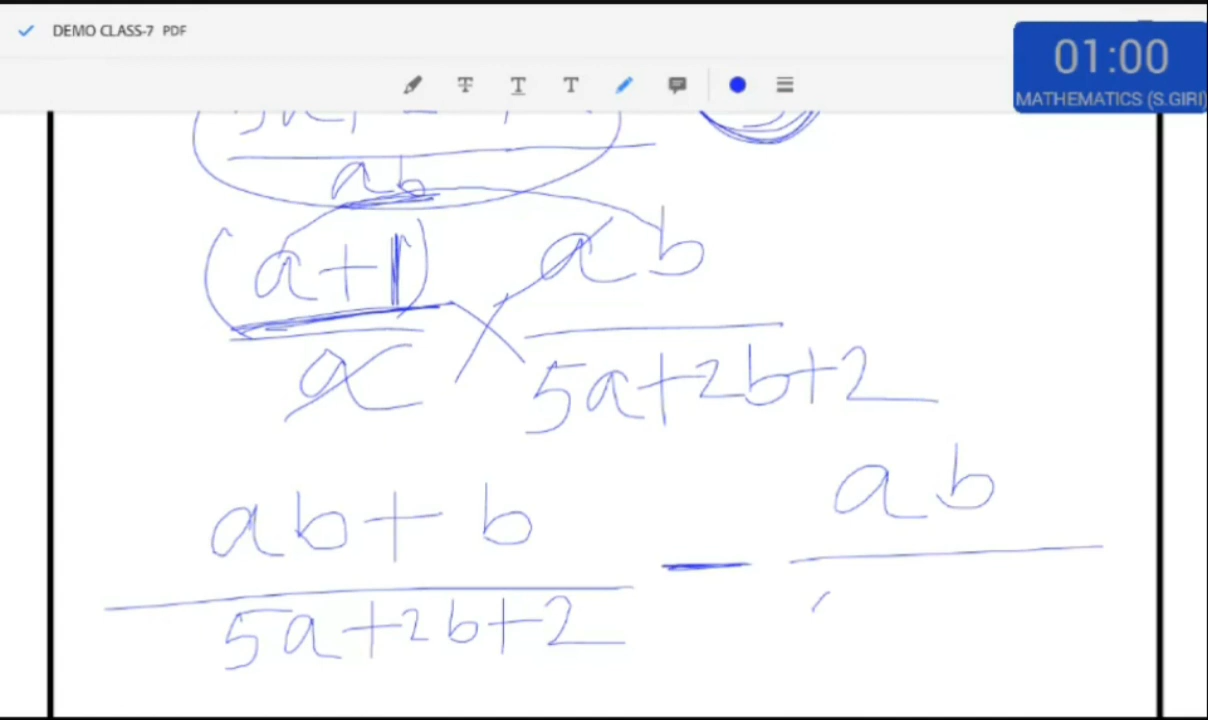 DEMO CLASS-7 PDF
01:00
MATHEMATICS (S.GIRI)
T T T
ab
(a+1) ab
a × 5a+2b+2
ab+b - ab
5a+2b+2